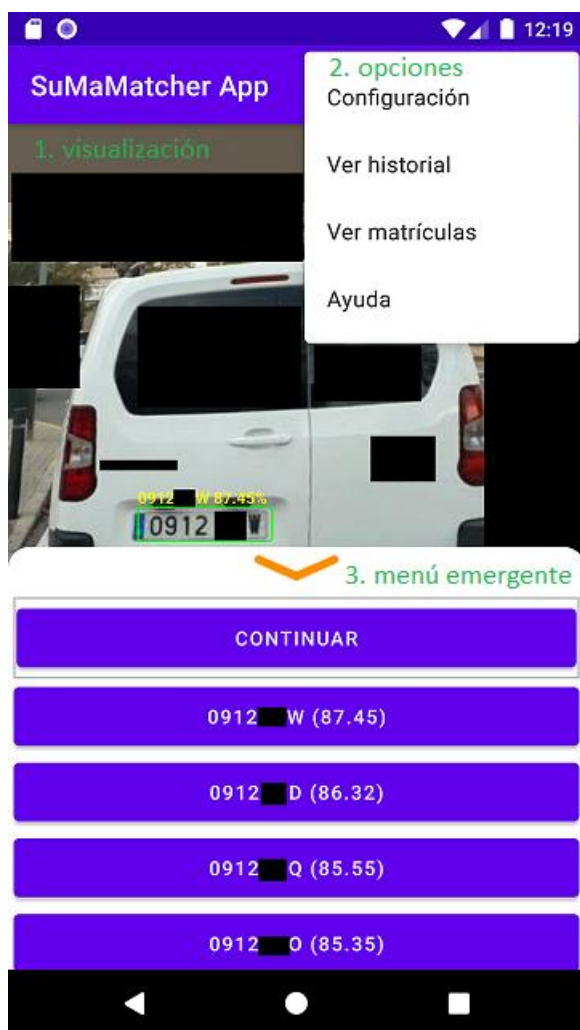 12:19
SuMaMatcher App
2. opciones
Configuración
1. visualización
Ver historial
Ver matrículas
Ayuda
0912 W 87.45%
0912 W
3. menú emergente
CONTINUAR
0912 W (87.45)
0912 D (86.32)
0912 Q (85.55)
0912 O (85.35)